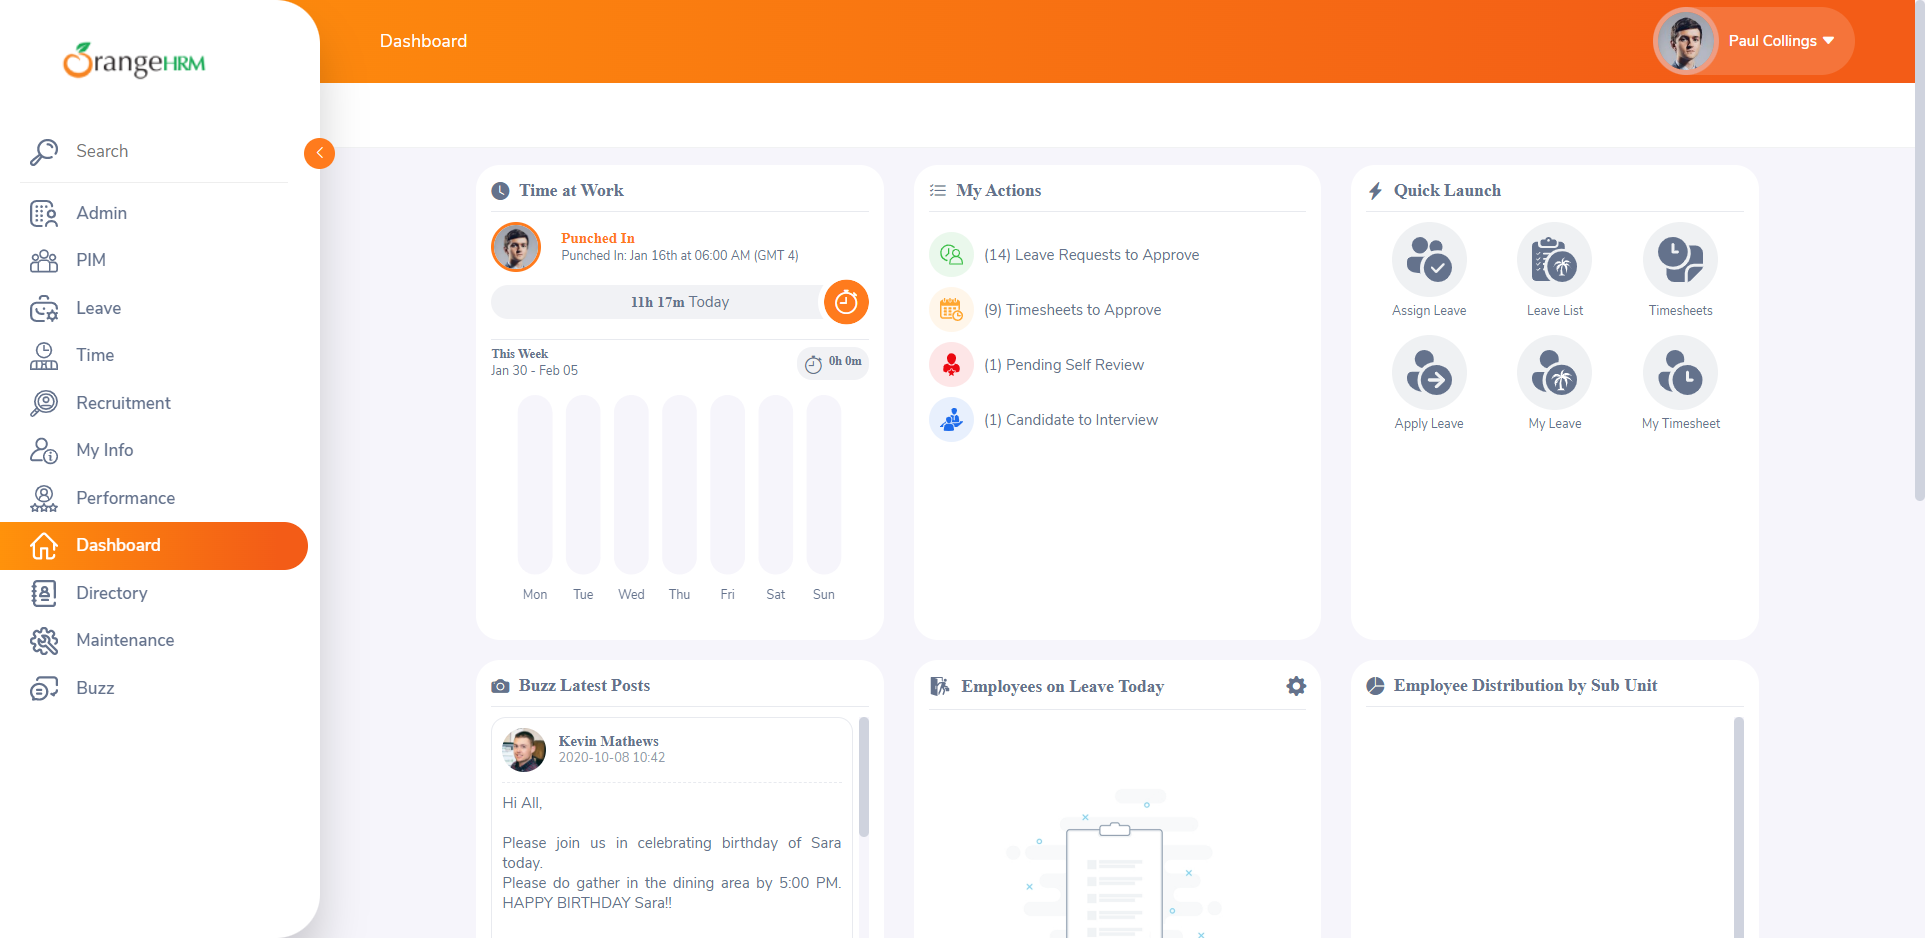 OrangeHRM
Dashboard
Paul Collings
Search
Admin
PIM
Leave
Time
Recruitment
My Info
Performance
Dashboard
Directory
Maintenance
Buzz
Time at Work
Punched In
Punched In: Jan 16th at 06:00 AM (GMT 4)
11h 17m Today
This Week
Jan 30 - Feb 05
0h 0m
Mon Tue Wed Thu Fri Sat Sun
My Actions
(14) Leave Requests to Approve
(9) Timesheets to Approve
(1) Pending Self Review
(1) Candidate to Interview
Quick Launch
Assign Leave
Leave List
Timesheets
Apply Leave
My Leave
My Timesheet
Buzz Latest Posts
Kevin Mathews
2020-10-08 10:42
Hi All,
Please join us in celebrating birthday of Sara
today.
Please do gather in the dining area by 5:00 PM.
HAPPY BIRTHDAY Sara!!
Employees on Leave Today
Employee Distribution by Sub Unit